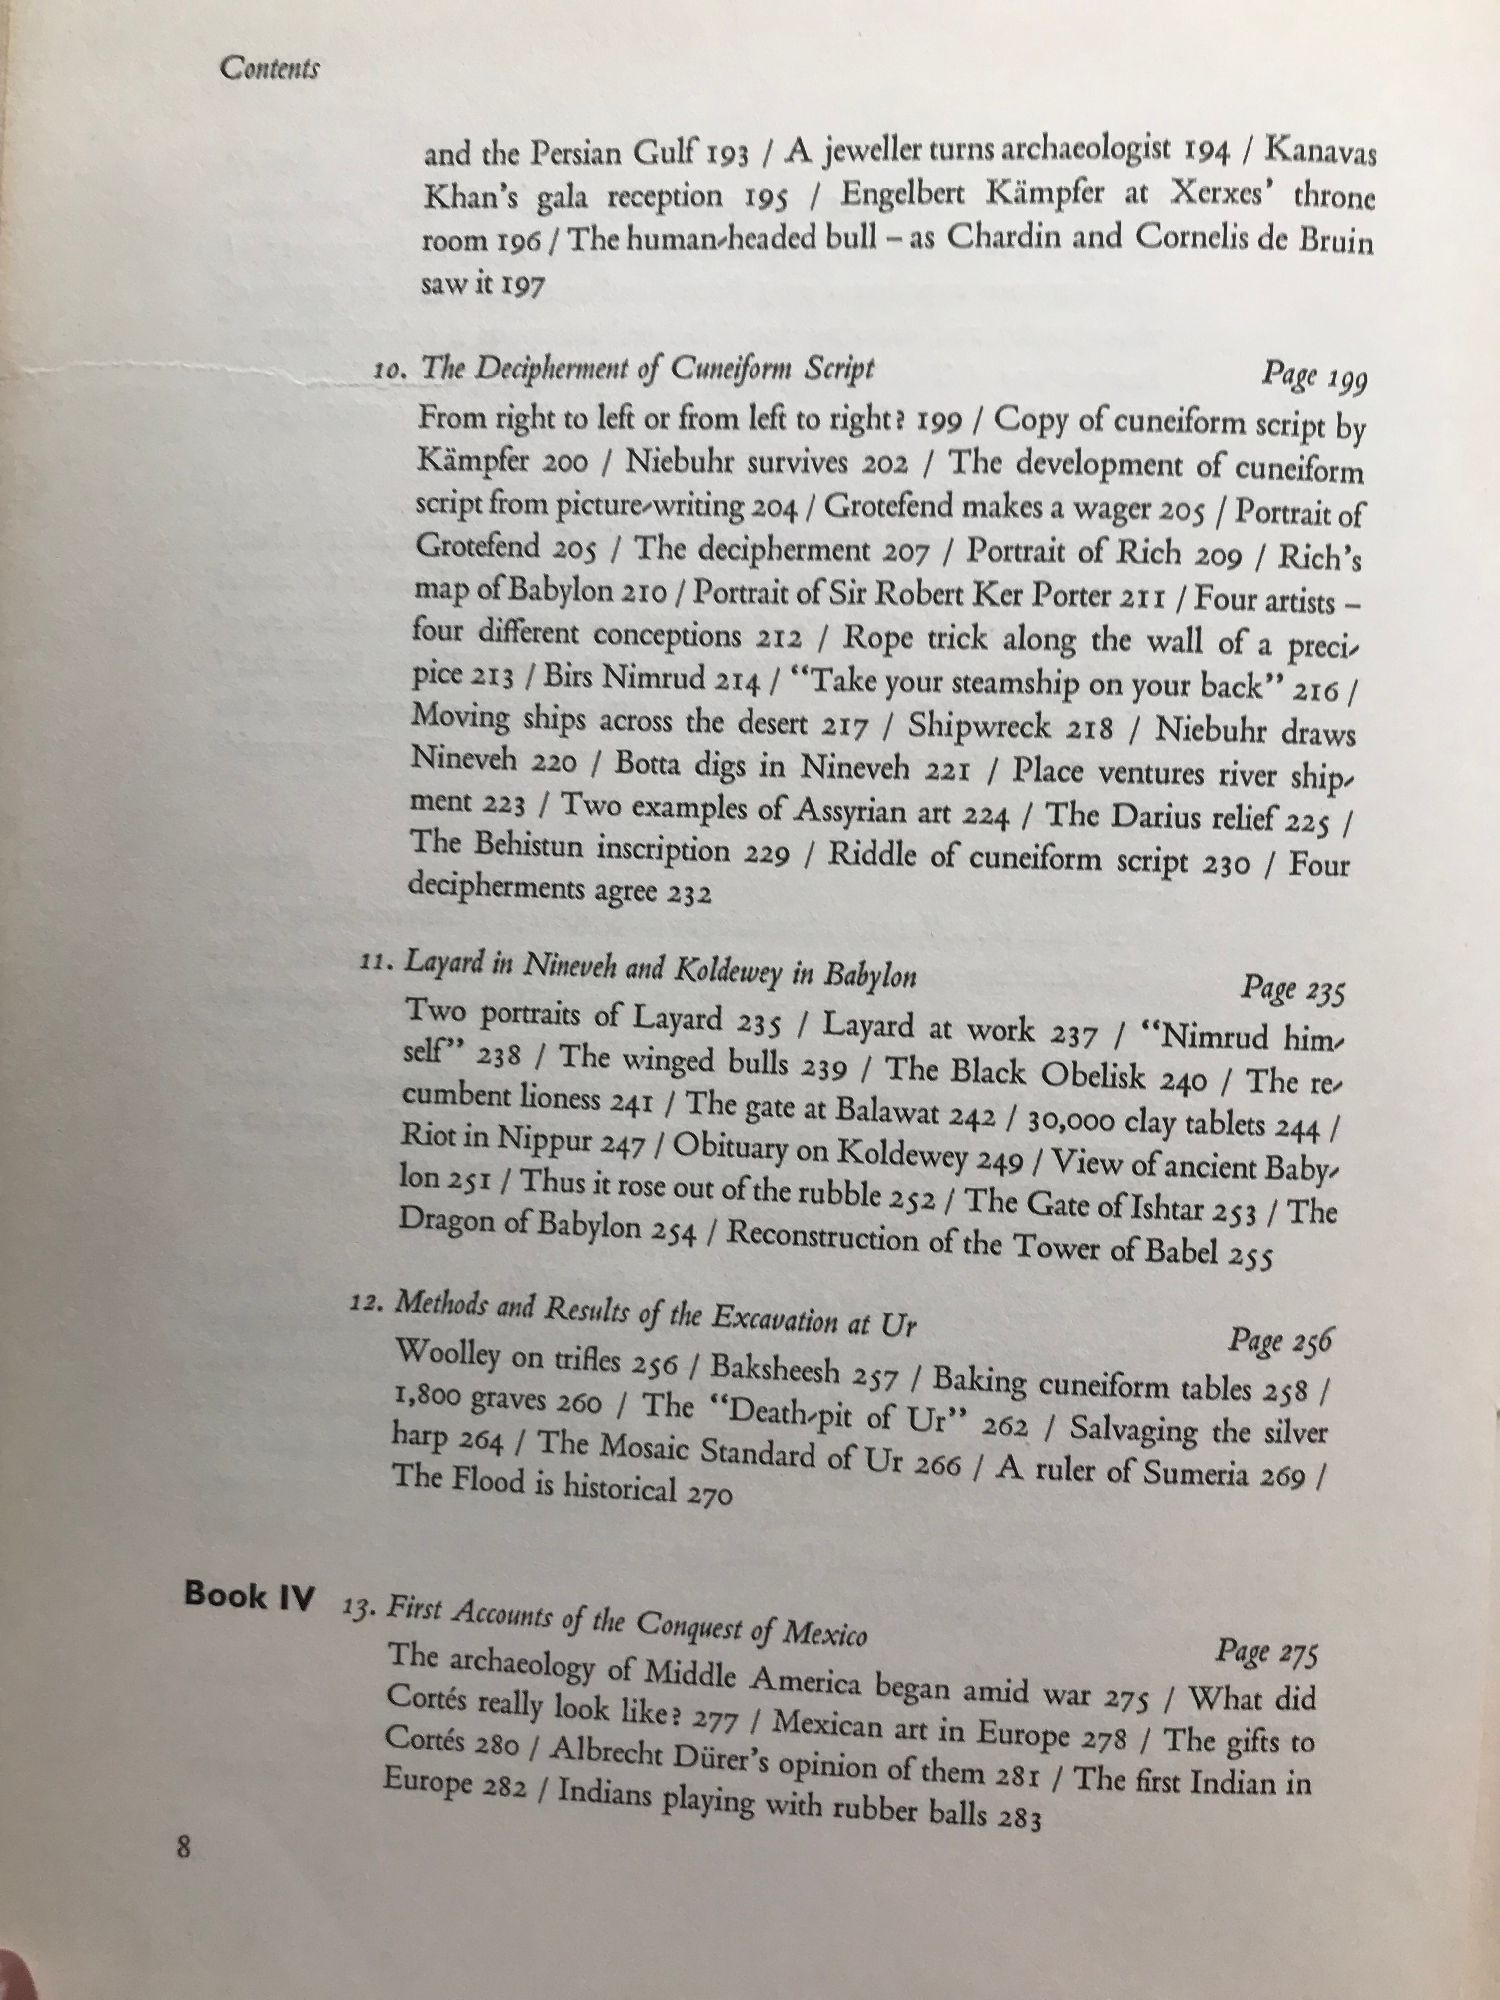 Contents
and the Persian Gulf 193 / A jeweller turns archaeologist 194 / Kanavas
Khan's gala reception 195 / Engelbert Kämpfer at Xerxes' throne
room 196 / The human-headed bull – as Chardin and Cornelis de Bruin
saw it 197
10. The Decipherment of Cuneiform Script Page 199
From right to left or from left to right? 199 / Copy of cuneiform script by
Kämpfer 200 / Niebuhr survives 202 / The development of cuneiform
script from picture-writing 204 / Grotefend makes a wager 205 / Portrait of
Grotefend 205 / The decipherment 207 / Portrait of Rich 209 / Rich's
map of Babylon 210 / Portrait of Sir Robert Ker Porter 211 / Four artists –
four different conceptions 212 / Rope trick along the wall of a preci-
pice 213 / Birs Nimrud 214 / "Take your steamship on your back" 216 /
Moving ships across the desert 217 / Shipwreck 218 / Niebuhr draws
Nineveh 220 / Botta digs in Nineveh 221 / Place ventures river ship-
ment 223 / Two examples of Assyrian art 224 / The Darius relief 225 /
The Behistun inscription 229 / Riddle of cuneiform script 230 / Four
decipherments agree 232
11. Layard in Nineveh and Koldewey in Babylon Page 235
Two portraits of Layard 235 / Layard at work 237 / "Nimrud him-
self" 238 / The winged bulls 239 / The Black Obelisk 240 / The re-
cumbent lioness 241 / The gate at Balawat 242 / 30,000 clay tablets 244 /
Riot in Nippur 247 / Obituary on Koldewey 249 / View of ancient Baby-
lon 251 / Thus it rose out of the rubble 252 / The Gate of Ishtar 253 / The
Dragon of Babylon 254 / Reconstruction of the Tower of Babel 255
12. Methods and Results of the Excavation at Ur Page 256
Woolley on trifles 256 / Baksheesh 257 / Baking cuneiform tables 258 /
1,800 graves 260 / The "Death-pit of Ur" 262 / Salvaging the silver
harp 264 / The Mosaic Standard of Ur 266 / A ruler of Sumeria 269 /
The Flood is historical 270
Book IV 13. First Accounts of the Conquest of Mexico Page 275
The archaeology of Middle America began amid war 275 / What did
Cortés really look like? 277 / Mexican art in Europe 278 / The gifts to
Cortés 280 / Albrecht Dürer's opinion of them 281 / The first Indian in
Europe 282 / Indians playing with rubber balls 283
8